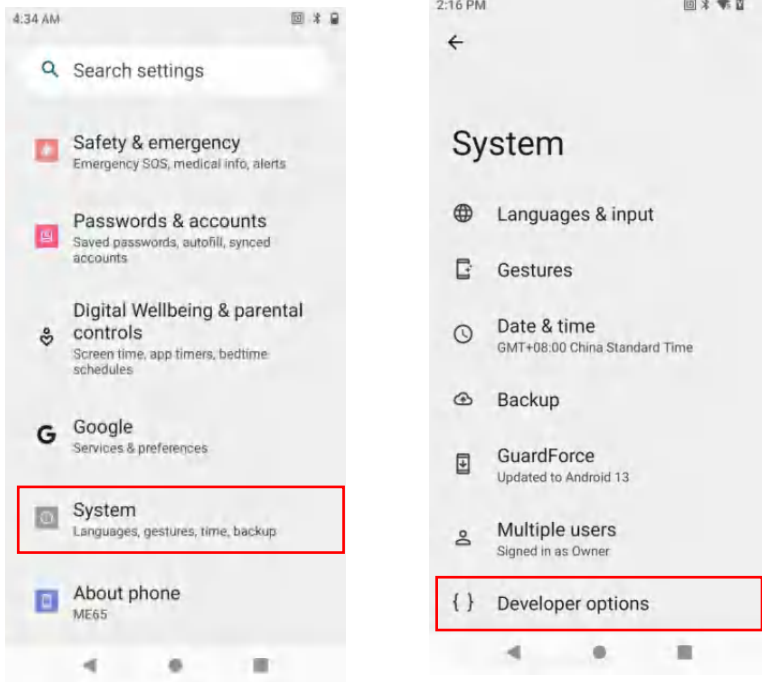 4:34 AM
Search settings
Safety & emergency
Emergency SOS, medical info, alerts
Passwords & accounts
Saved passwords, autofill, synced
accounts
Digital Wellbeing & parental
controls
Screen time, app timers, bedtime
schedules
Google
Services & preferences
System
Languages, gestures, time, backup
About phone
ME65
2:16 PM
System
Languages & input
Gestures
Date & time
GMT+08:00 China Standard Time
Backup
GuardForce
Updated to Android 13
Multiple users
Signed in as Owner
{ } Developer options